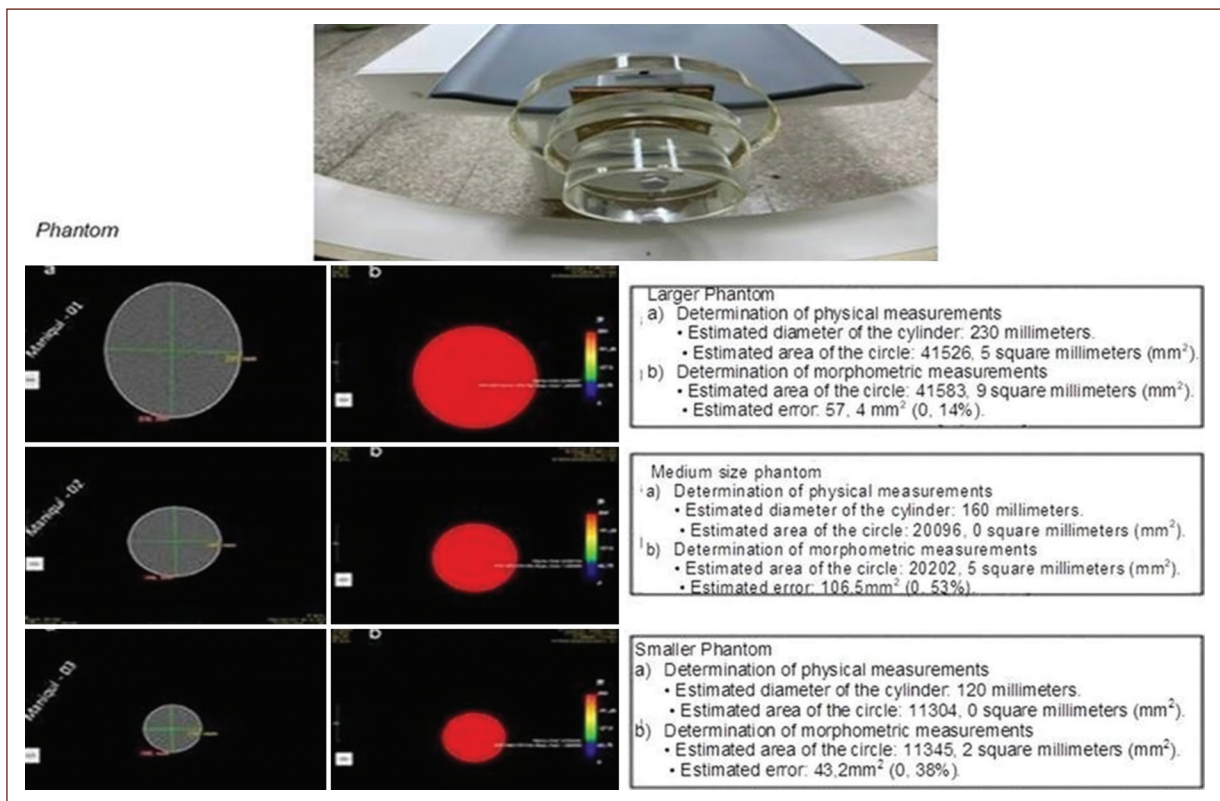 Phantom
a
Maniqui - 01
b
Larger Phantom
a) Determination of physical measurements
• Estimated diameter of the cylinder: 230 millimeters.
• Estimated area of the circle: 41526, 5 square millimeters (mm²).
b) Determination of morphometric measurements
• Estimated area of the circle: 41583, 9 square millimeters (mm²).
• Estimated error: 57, 4 mm² (0, 14%).
Maniqui - 02
b
Medium size phantom
a) Determination of physical measurements
• Estimated diameter of the cylinder: 160 millimeters.
• Estimated area of the circle: 20096, 0 square millimeters (mm²).
b) Determination of morphometric measurements
• Estimated area of the circle: 20202, 5 square millimeters (mm²).
• Estimated error: 106.5mm² (0, 53%).
Maniqui - 03
b
Smaller Phantom
a) Determination of physical measurements
• Estimated diameter of the cylinder: 120 millimeters.
• Estimated area of the circle: 11304, 0 square millimeters (mm²).
b) Determination of morphometric measurements
• Estimated area of the circle: 11345, 2 square millimeters (mm²).
• Estimated error: 43,2mm² (0, 38%).